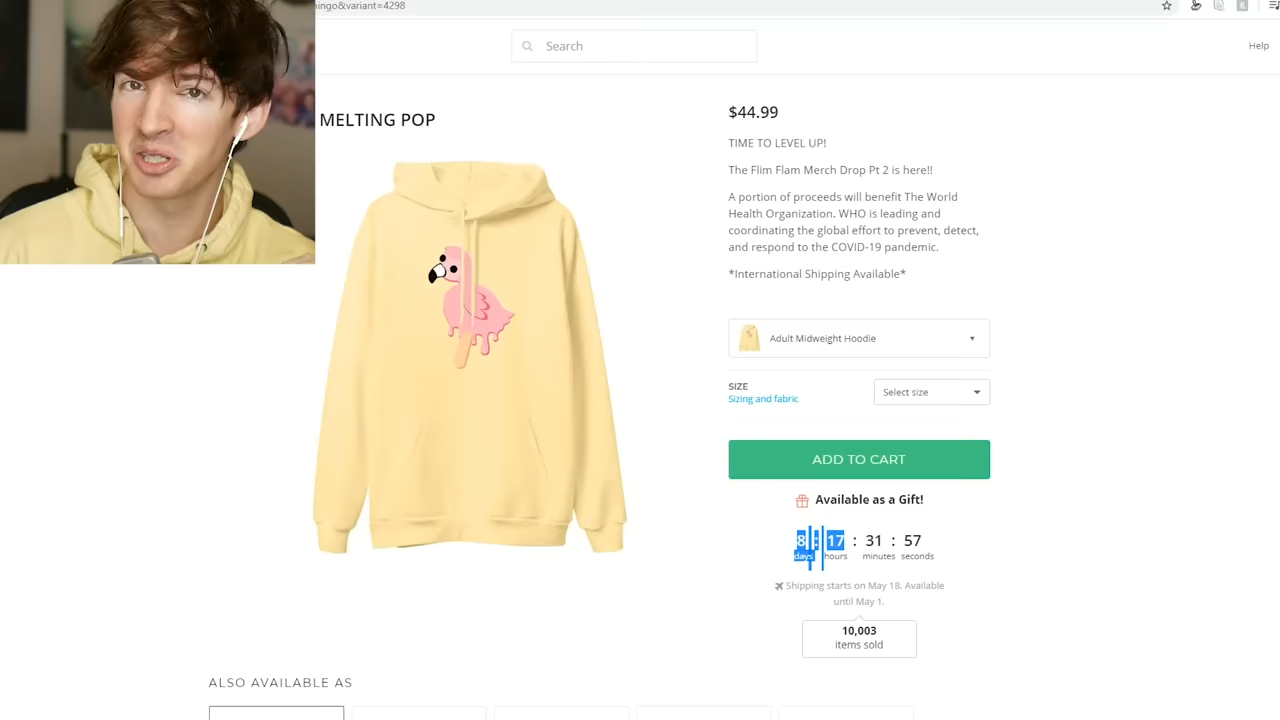 ingo&variant=4298
Search
Help
MELTING POP
$44.99
TIME TO LEVEL UP!
The Flim Flam Merch Drop Pt 2 is here!!
A portion of proceeds will benefit The World
Health Organization. WHO is leading and
coordinating the global effort to prevent, detect,
and respond to the COVID-19 pandemic.
*International Shipping Available*
Adult Midweight Hoodie
SIZE
Sizing and fabric
Select size
ADD TO CART
Available as a Gift!
8 : 17 : 31 : 57
days hours minutes seconds
Shipping starts on May 18. Available
until May 1.
10,003
items sold
ALSO AVAILABLE AS